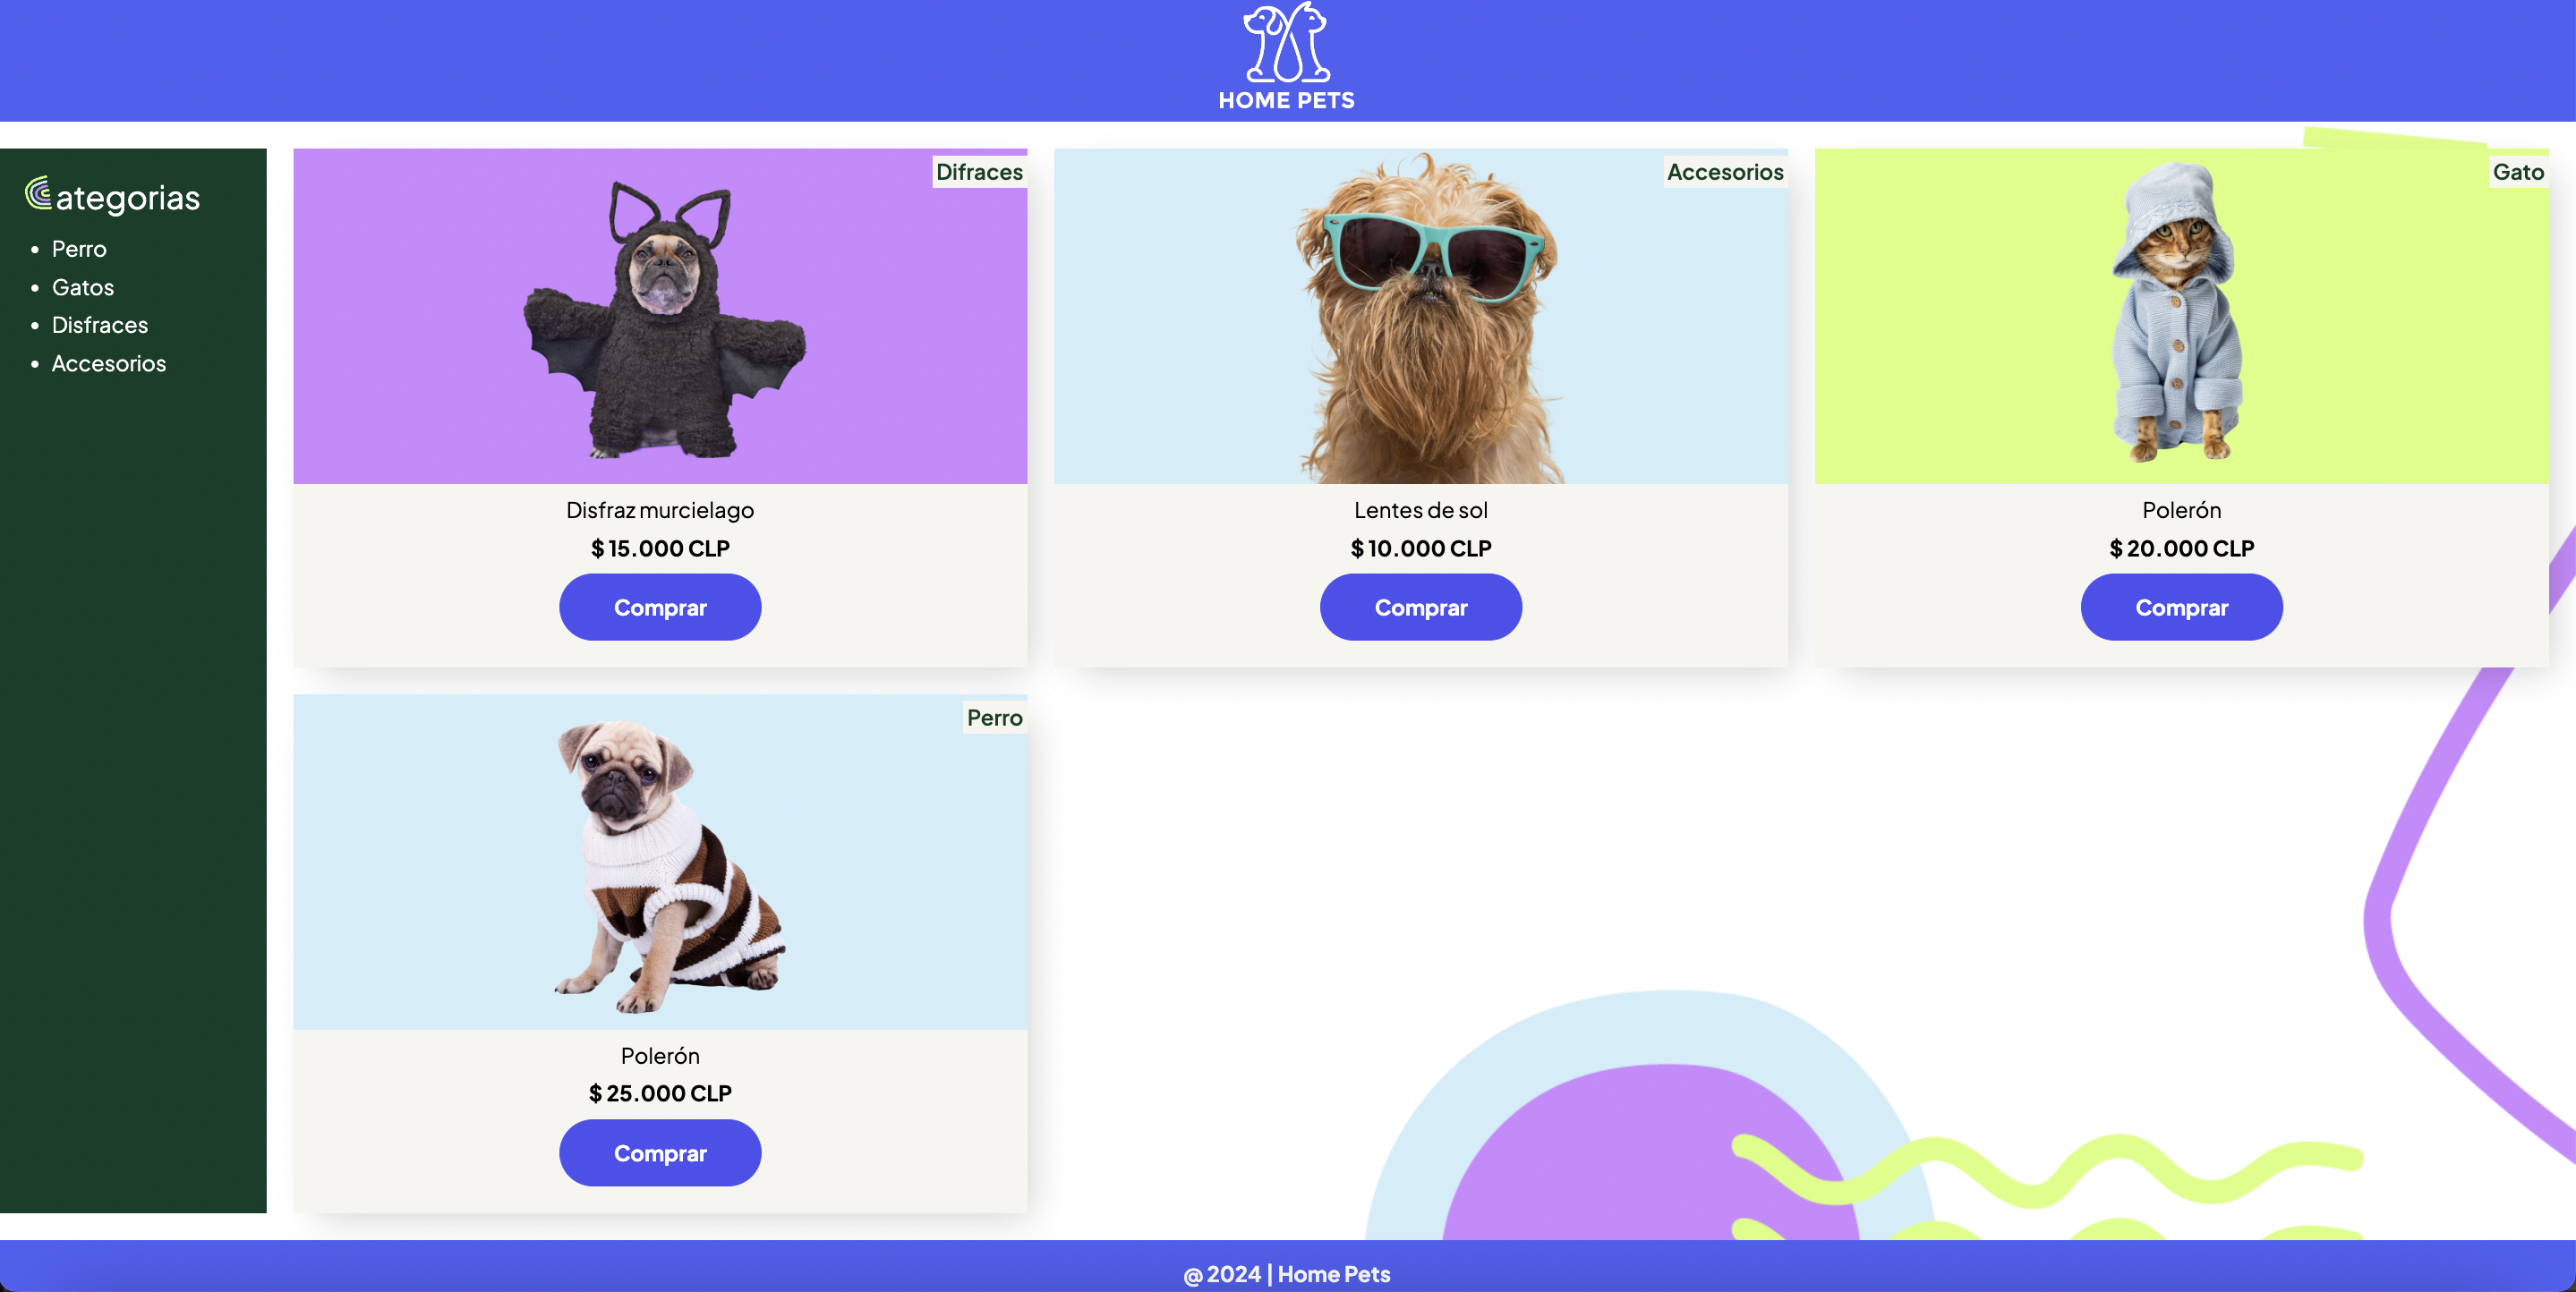 HOME PETS
Categorias
Perro
Gatos
Disfraces
Accesorios
Difraces
Disfraz murcielago
$ 15.000 CLP
Comprar
Accesorios
Lentes de sol
$ 10.000 CLP
Comprar
Gato
Polerón
$ 20.000 CLP
Comprar
Perro
Polerón
$ 25.000 CLP
Comprar
@ 2024 | Home Pets